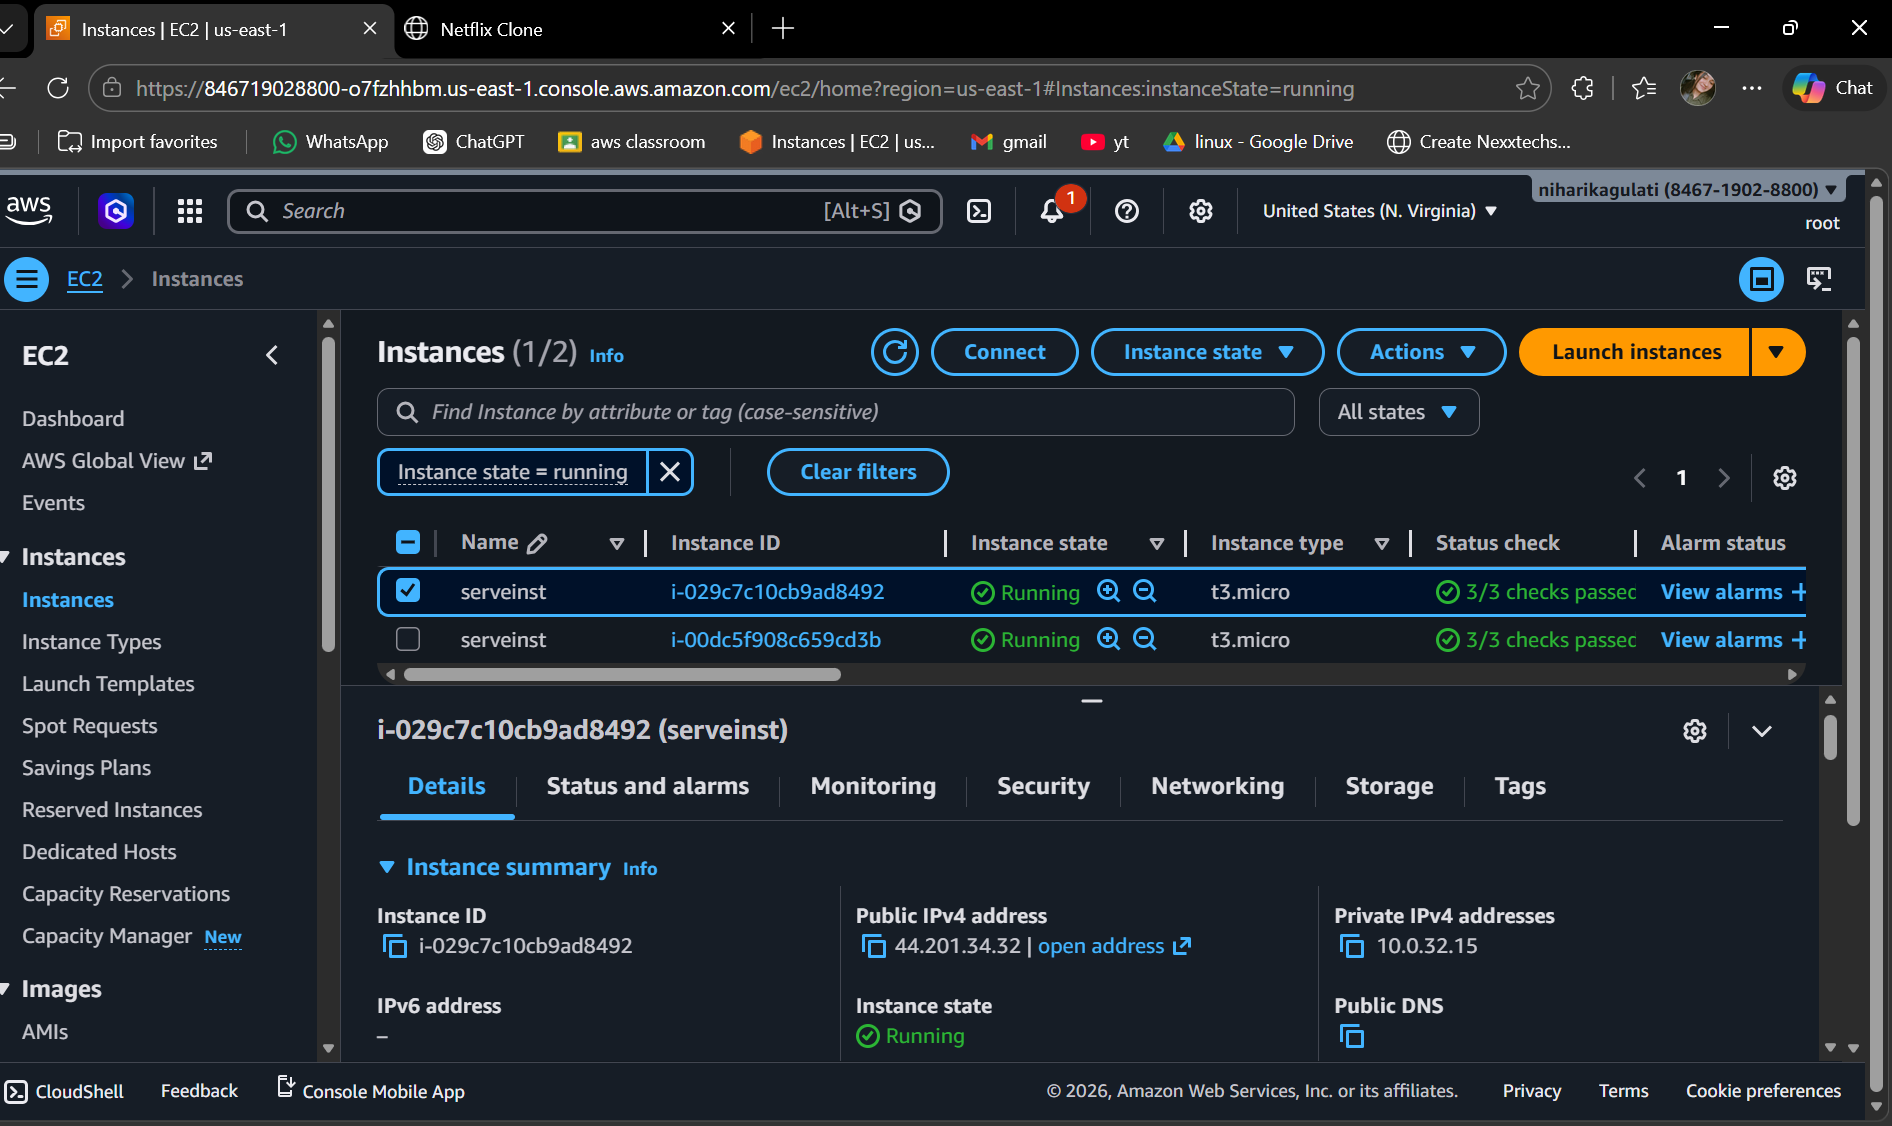 Instances | EC2 | us-east-1
Netflix Clone
https://846719028800-o7fzhhbm.us-east-1.console.aws.amazon.com/ec2/home?region=us-east-1#Instances:instanceState=running
Chat
Import favorites
WhatsApp
ChatGPT
aws classroom
Instances | EC2 | us...
gmail
yt
linux - Google Drive
Create Nexxtechs...
aws
Search
[Alt+S]
1
United States (N. Virginia)
niharikagulati (8467-1902-8800)
root
EC2
Instances
EC2
Dashboard
AWS Global View
Events
Instances
Instances
Instance Types
Launch Templates
Spot Requests
Savings Plans
Reserved Instances
Dedicated Hosts
Capacity Reservations
Capacity Manager New
Images
AMIs
Instances (1/2) Info
Connect
Instance state
Actions
Launch instances
Find Instance by attribute or tag (case-sensitive)
All states
Instance state = running
Clear filters
1
Name Instance ID Instance state Instance type Status check Alarm status
serveinst i-029c7c10cb9ad8492 Running t3.micro 3/3 checks passed View alarms +
serveinst i-00dc5f908c659cd3b Running t3.micro 3/3 checks passed View alarms +
i-029c7c10cb9ad8492 (serveinst)
Details
Status and alarms
Monitoring
Security
Networking
Storage
Tags
Instance summary Info
Instance ID
i-029c7c10cb9ad8492
Public IPv4 address
44.201.34.32 | open address
Private IPv4 addresses
10.0.32.15
IPv6 address
–
Instance state
Running
Public DNS
CloudShell
Feedback
Console Mobile App
© 2026, Amazon Web Services, Inc. or its affiliates.
Privacy
Terms
Cookie preferences